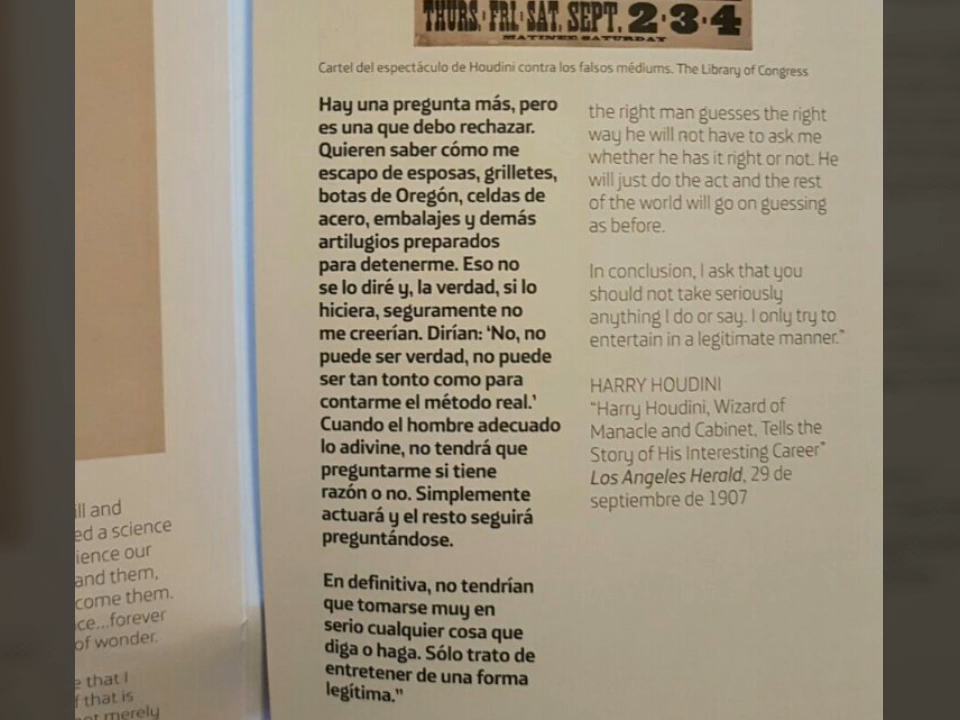 THURS. FRI. SAT. SEPT. 2·3·4
MATINEE SATURDAY
Cartel del espectáculo de Houdini contra los falsos médiums. The Library of Congress
Hay una pregunta más, pero
es una que debo rechazar.
Quieren saber cómo me
escapo de esposas, grilletes,
botas de Oregón, celdas de
acero, embalajes y demás
artilugios preparados
para detenerme. Eso no
se lo diré y, la verdad, si lo
hiciera, seguramente no
me creerían. Dirían: ‘No, no
puede ser verdad, no puede
ser tan tonto como para
contarme el método real.’
Cuando el hombre adecuado
lo adivine, no tendrá que
preguntarme si tiene
razón o no. Simplemente
actuará y el resto seguirá
preguntándose.
En definitiva, no tendrían
que tomarse muy en
serio cualquier cosa que
diga o haga. Sólo trato de
entretener de una forma
legítima.”
the right man guesses the right
way he will not have to ask me
whether he has it right or not. He
will just do the act and the rest
of the world will go on guessing
as before.
In conclusion, I ask that you
should not take seriously
anything I do or say. I only try to
entertain in a legitimate manner.”
HARRY HOUDINI
“Harry Houdini, Wizard of
Manacle and Cabinet, Tells the
Story of His Interesting Career”
Los Angeles Herald, 29 de
septiembre de 1907
and
a science
our
and them,
come them.
...forever
of wonder.
that I
that is
merely